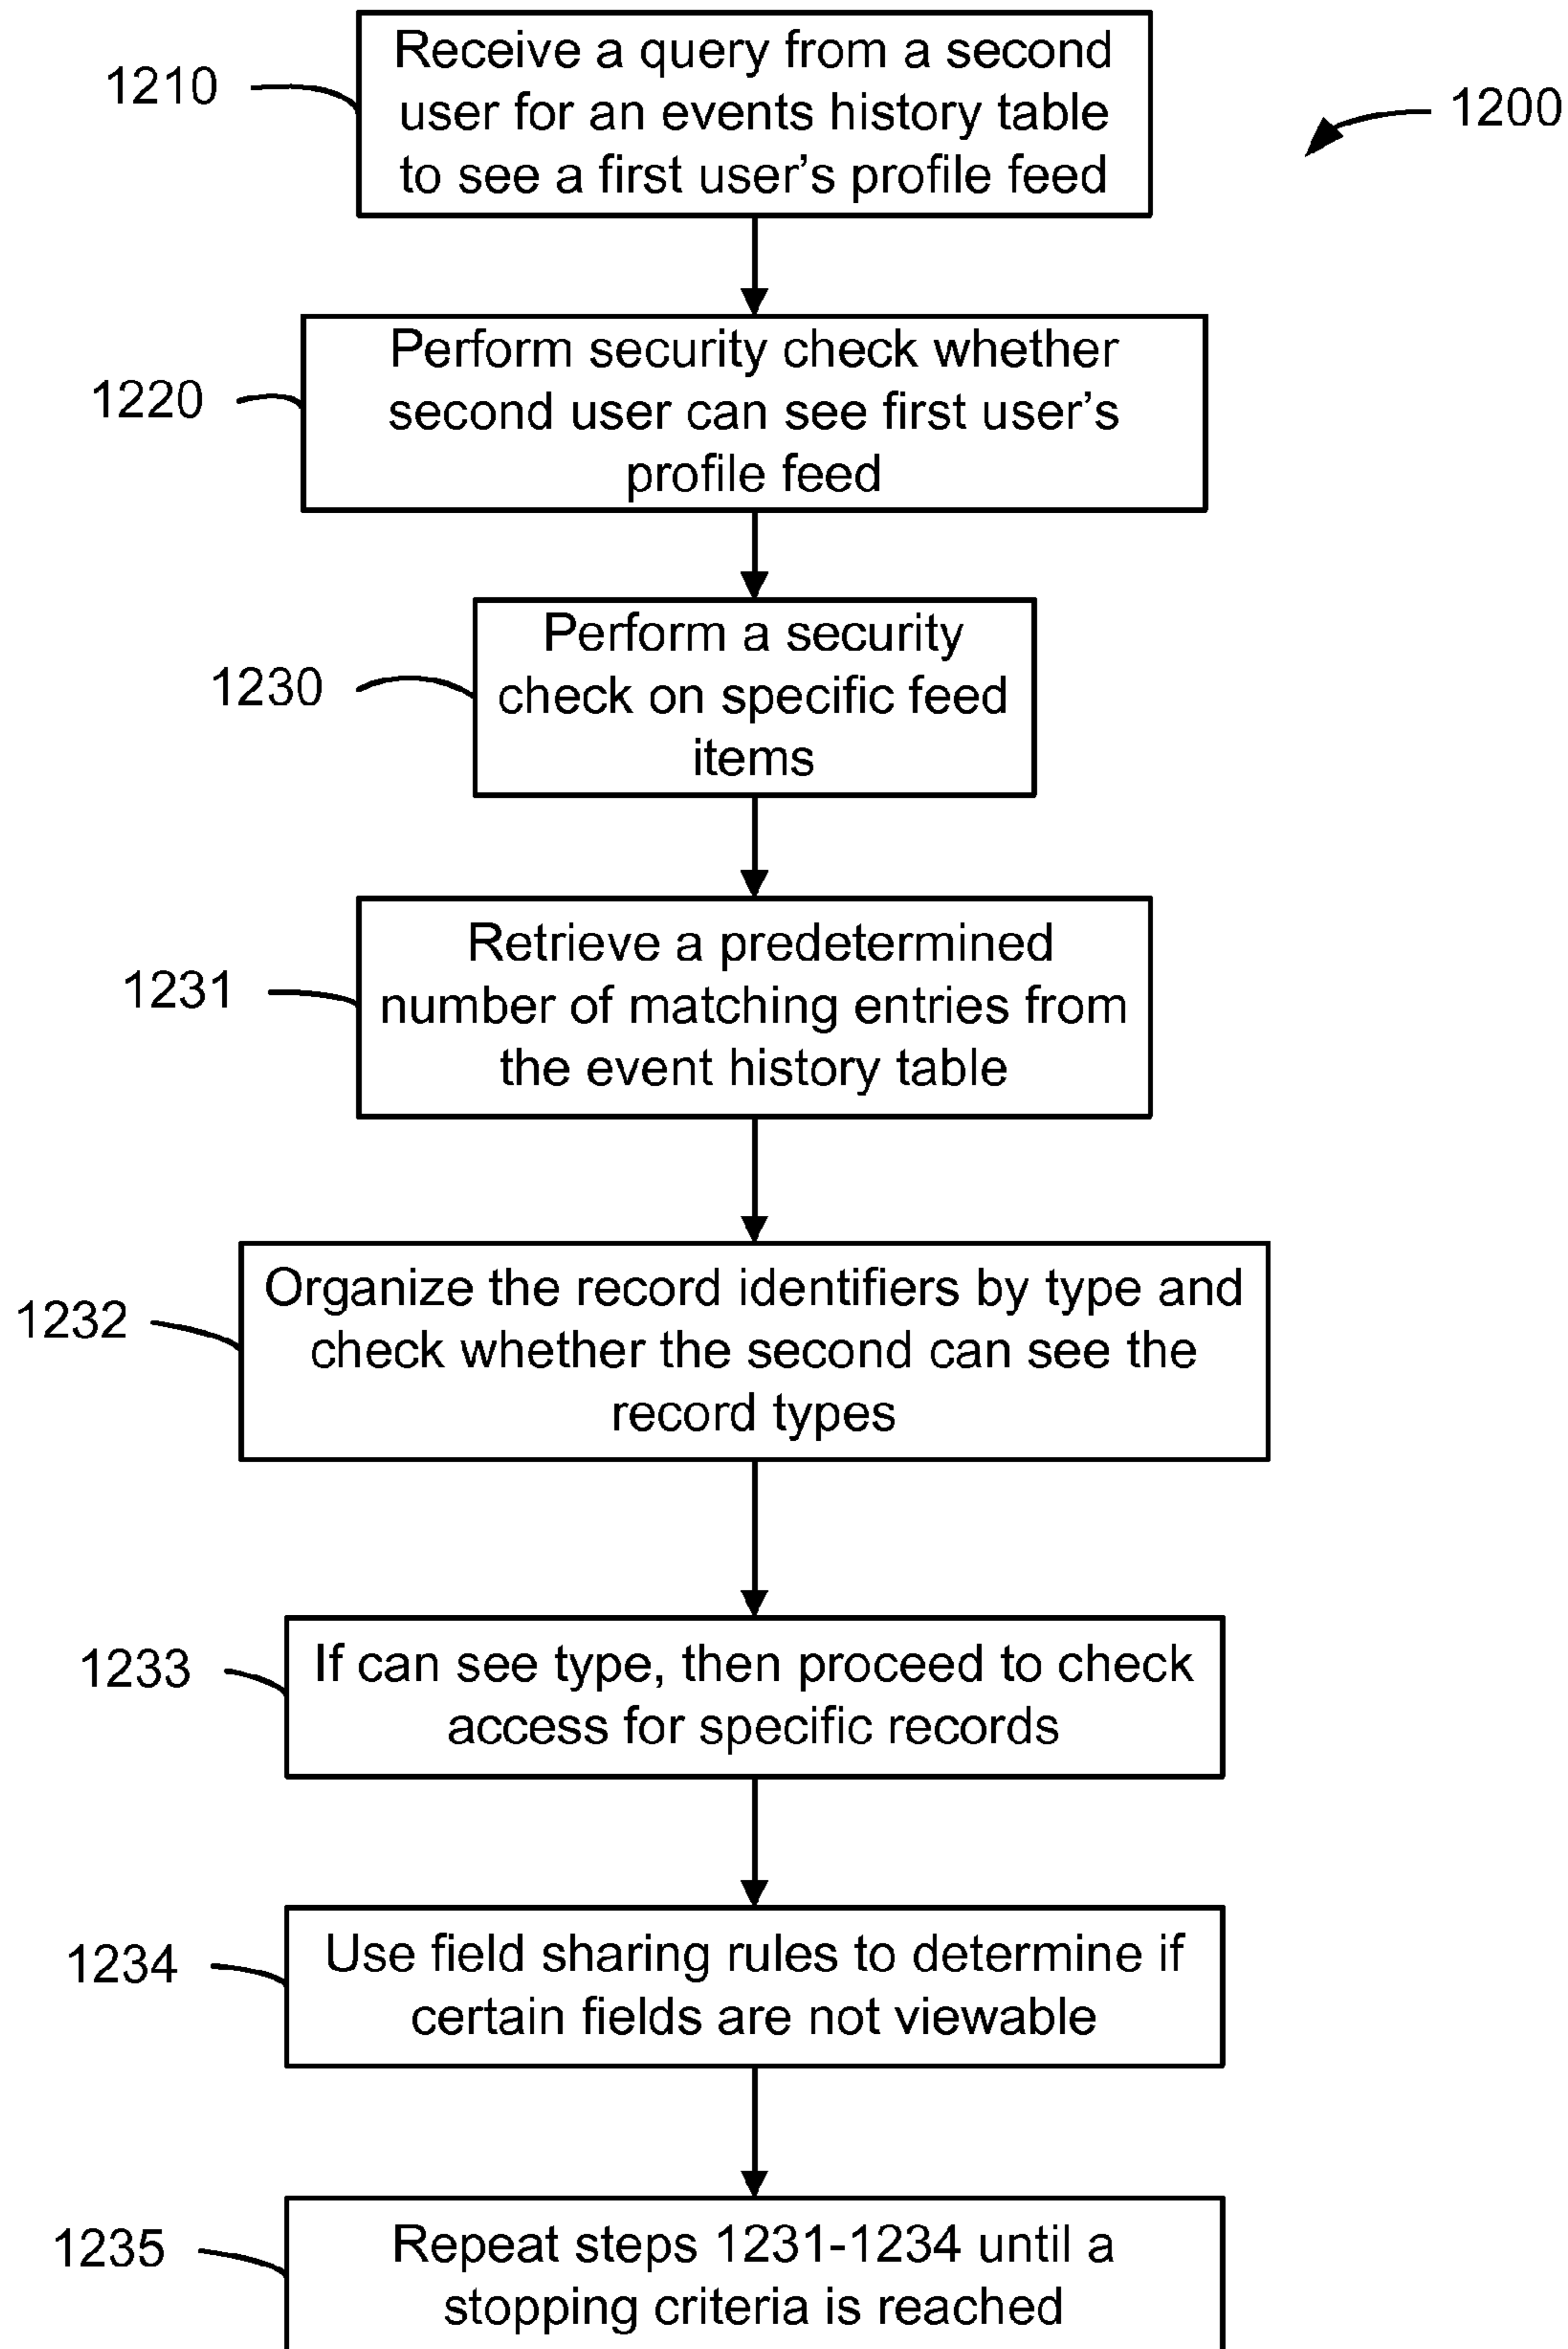 1210
Receive a query from a second
user for an events history table
to see a first user's profile feed
1200
1220
Perform security check whether
second user can see first user's
profile feed
1230
Perform a security
check on specific feed
items
1231
Retrieve a predetermined
number of matching entries from
the event history table
1232
Organize the record identifiers by type and
check whether the second can see the
record types
1233
If can see type, then proceed to check
access for specific records
1234
Use field sharing rules to determine if
certain fields are not viewable
1235
Repeat steps 1231-1234 until a
stopping criteria is reached